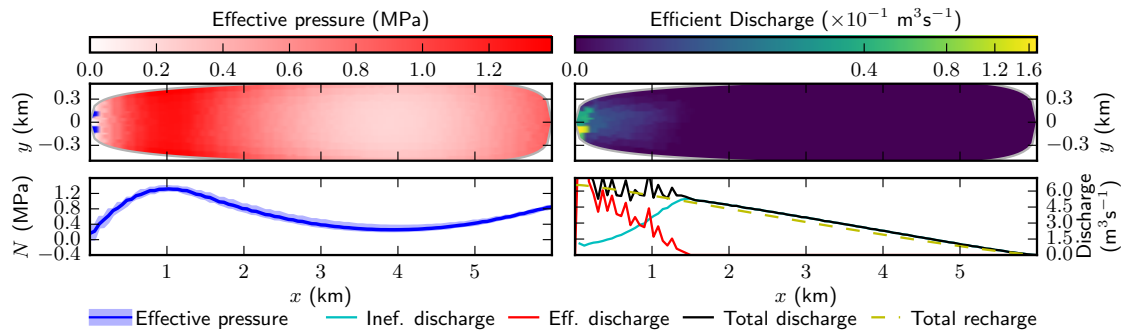 Effective pressure (MPa)
Efficient Discharge (×10⁻¹ m³s⁻¹)
0.0 0.2 0.4 0.6 0.8 1.0 1.2
0.0 0.4 0.8 1.2 1.6
y (km)
0.3
0
−0.3
0.3
0
−0.3
y (km)
N (MPa)
1.2
0.8
0.4
0.0
−0.4
6.0
4.5
3.0
1.5
0.0
Discharge
(m³s⁻¹)
1 2 3 4 5
x (km)
1 2 3 4 5
x (km)
Effective pressure Inef. discharge Eff. discharge Total discharge Total recharge